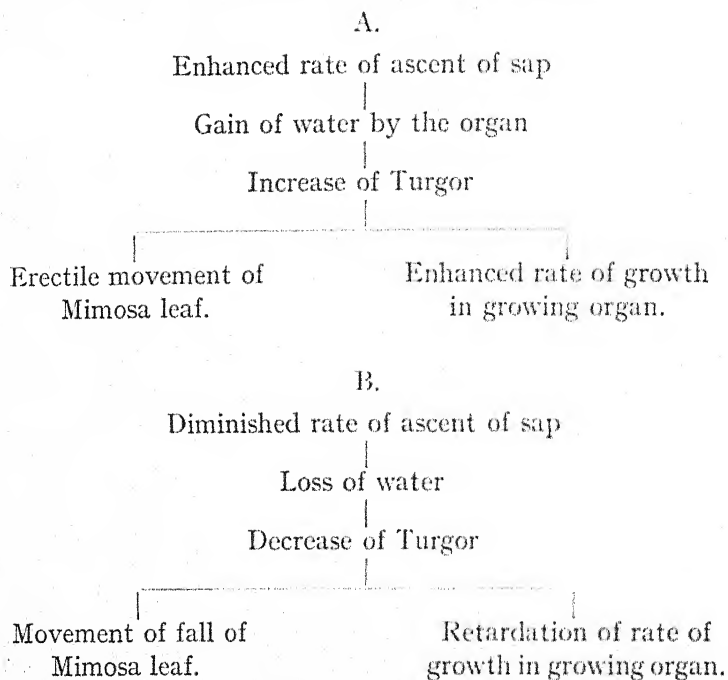 A.
Enhanced rate of ascent of sap
Gain of water by the organ
Increase of Turgor
Erectile movement of
Mimosa leaf.
Enhanced rate of growth
in growing organ.
B.
Diminished rate of ascent of sap
Loss of water
Decrease of Turgor
Movement of fall of
Mimosa leaf.
Retardation of rate of
growth in growing organ.